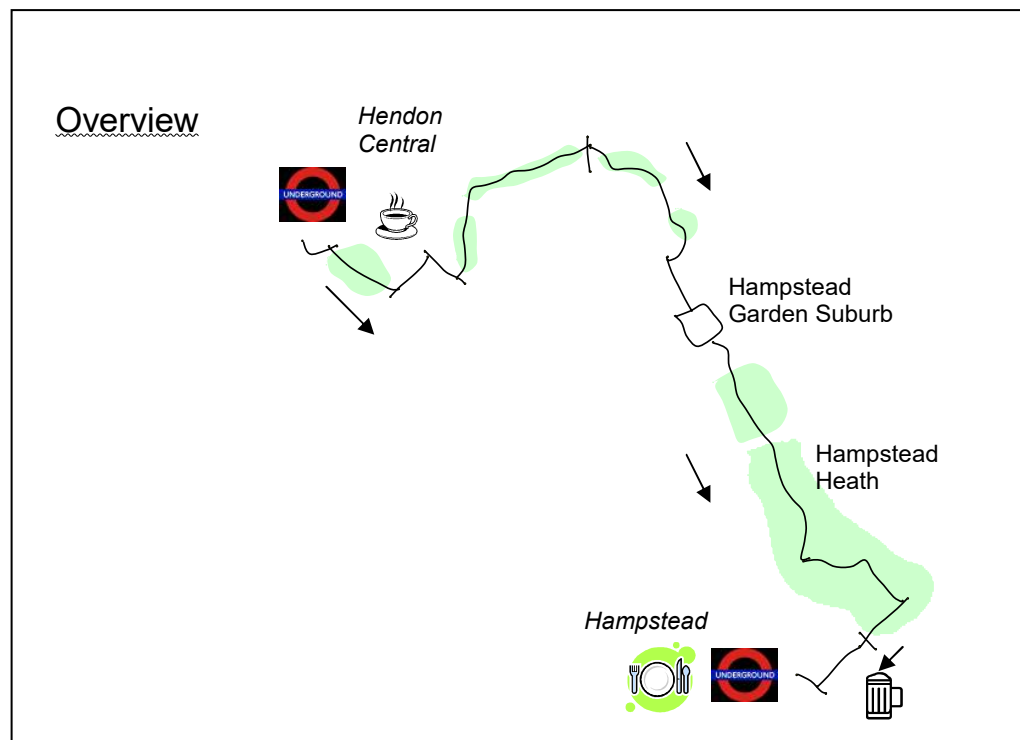 Overview
Hendon
Central
UNDERGROUND
Hampstead
Garden Suburb
Hampstead
Heath
Hampstead
UNDERGROUND